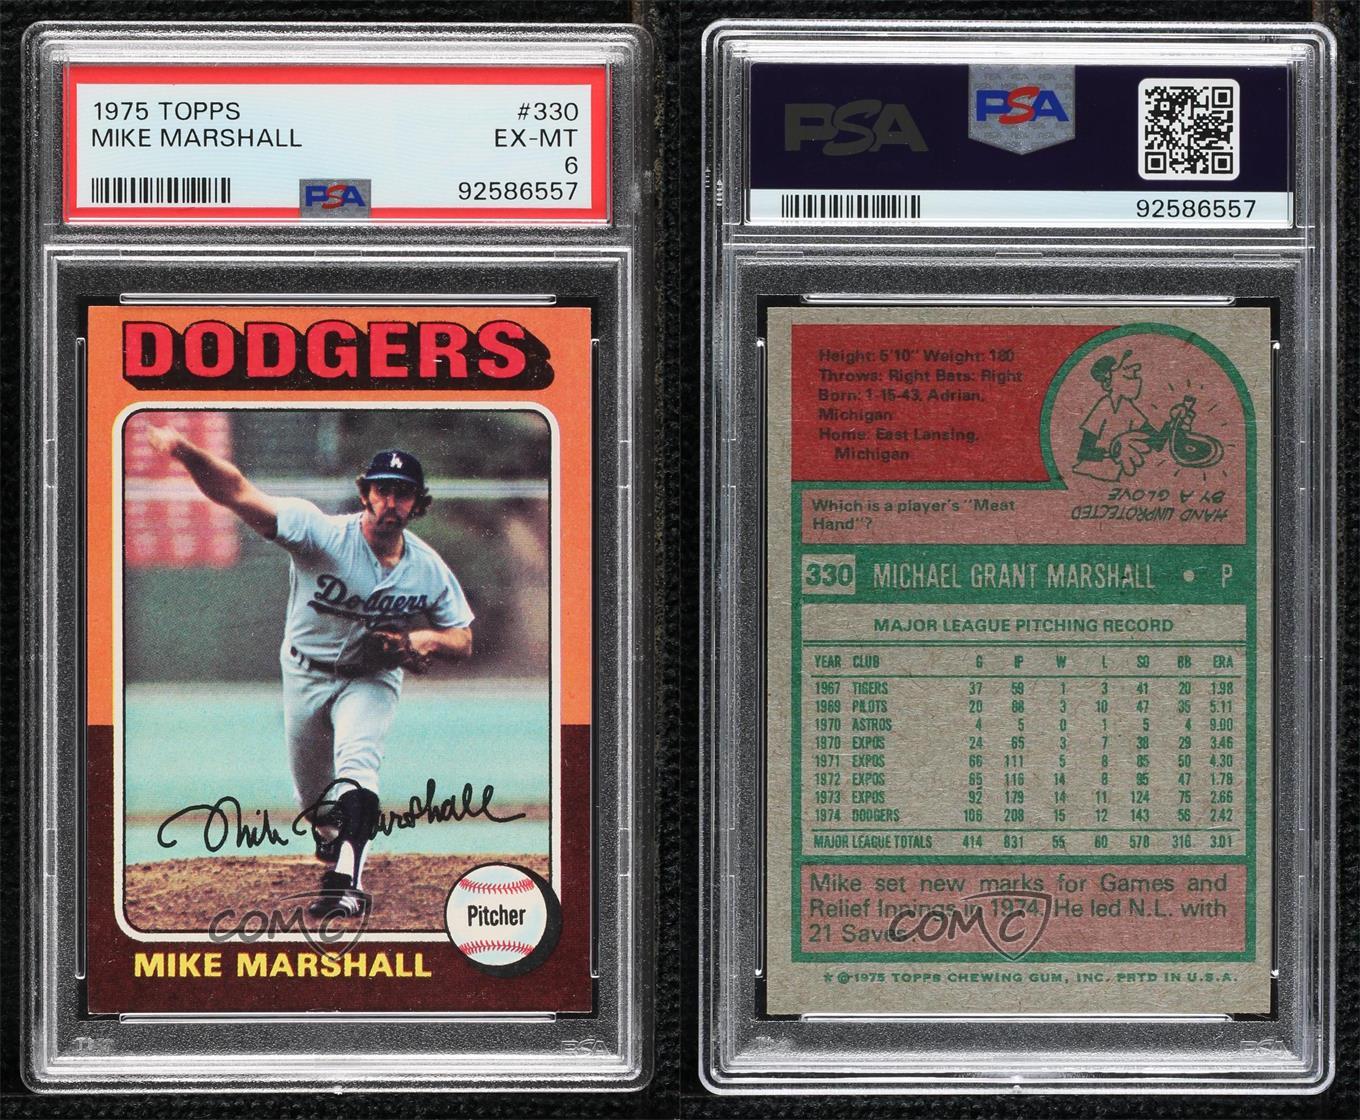 1975 TOPPS #330
MIKE MARSHALL EX-MT
6
PSA 92586557
DODGERS
Dodgers
Mike Marshall
Pitcher
COMC
MIKE MARSHALL
PSA
PSA PSA
92586557
Height: 5'10" Weight: 180
Throws: Right Bats: Right
Born: 1-15-43, Adrian,
Michigan
Home: East Lansing,
Michigan
Which is a player's "Meat
Hand"?
HAND UNPROTECTED
BY A GLOVE
330 MICHAEL GRANT MARSHALL • P
MAJOR LEAGUE PITCHING RECORD
YEAR CLUB G IP W L SO BB ERA
1967 TIGERS 37 59 1 3 41 20 1.98
1969 PILOTS 20 88 3 10 47 35 5.11
1970 ASTROS 4 5 0 1 5 4 9.00
1970 EXPOS 24 65 3 7 38 29 3.46
1971 EXPOS 66 111 5 8 85 50 4.30
1972 EXPOS 65 116 14 8 95 47 1.78
1973 EXPOS 92 179 14 11 124 75 2.66
1974 DODGERS 106 208 15 12 143 56 2.42
MAJOR LEAGUE TOTALS 414 831 55 60 578 316 3.01
Mike set new marks for Games and
Relief Innings in 1974. He led N.L. with
21 Saves.
COMC
* © 1975 TOPPS CHEWING GUM, INC. PRTD IN U.S.A.
PSA